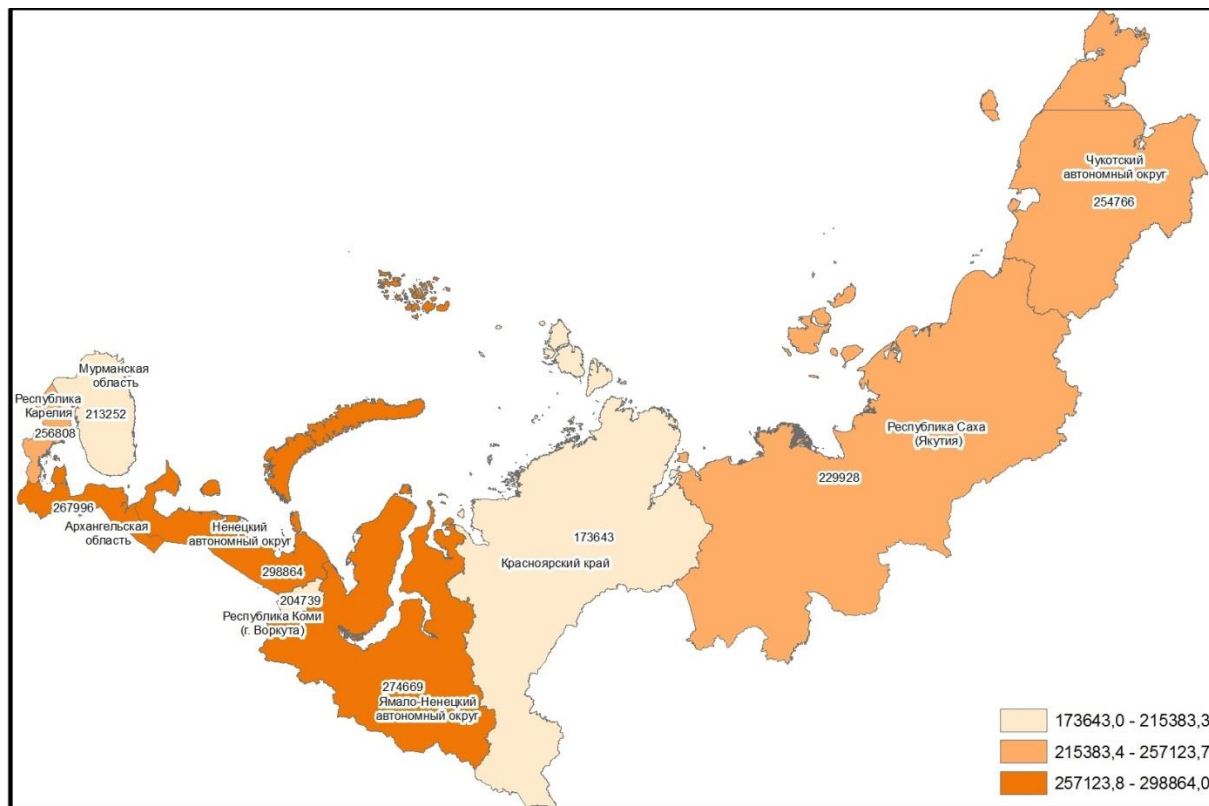 Чукотский
автономный округ
254766
Мурманская
область
213252
Республика
Карелия
256808
Республика Саха
(Якутия)
229928
267996
Архангельская
область
Ненецкий
автономный округ
298864
204739
Республика Коми
(г. Воркута)
173643
Красноярский край
274669
Ямало-Ненецкий
автономный округ
173643,0 - 215383,3
215383,4 - 257123,7
257123,8 - 298864,0